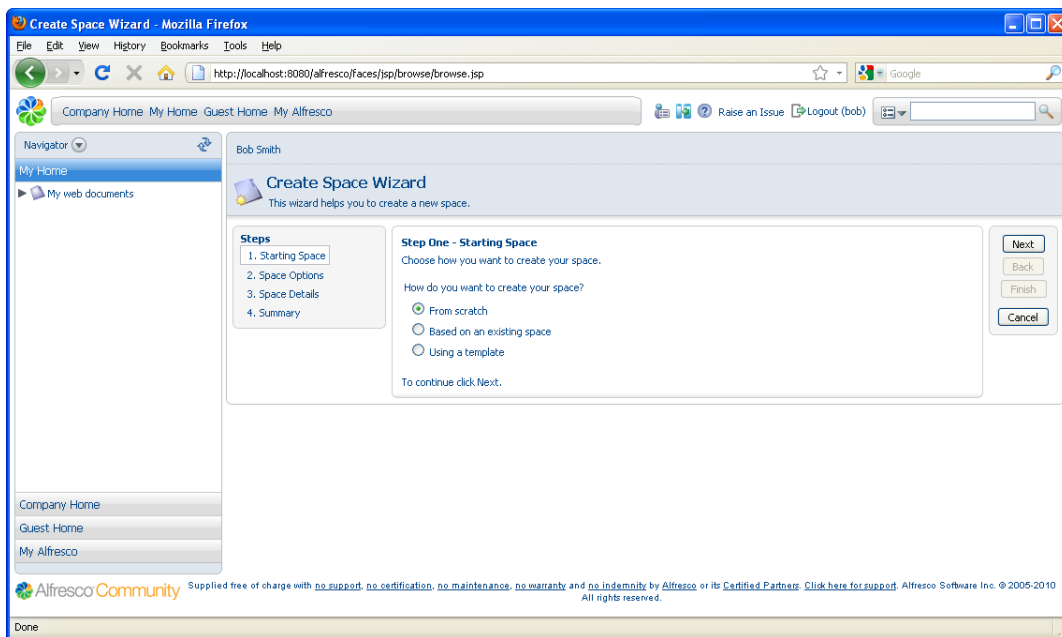 Create Space Wizard - Mozilla Firefox
File Edit View History Bookmarks Tools Help
http://localhost:8080/alfresco/faces/jsp/browse/browse.jsp
Google
Company Home My Home Guest Home My Alfresco
Raise an Issue Logout (bob)
Navigator
My Home
My web documents
Company Home
Guest Home
My Alfresco
Bob Smith
Create Space Wizard
This wizard helps you to create a new space.
Steps
1. Starting Space
2. Space Options
3. Space Details
4. Summary
Step One - Starting Space
Choose how you want to create your space.
How do you want to create your space?
From scratch
Based on an existing space
Using a template
To continue click Next.
Next
Back
Finish
Cancel
Alfresco Community
Supplied free of charge with no support, no certification, no maintenance, no warranty and no indemnity by Alfresco or its Certified Partners. Click here for support. Alfresco Software Inc. © 2005-2010
All rights reserved.
Done